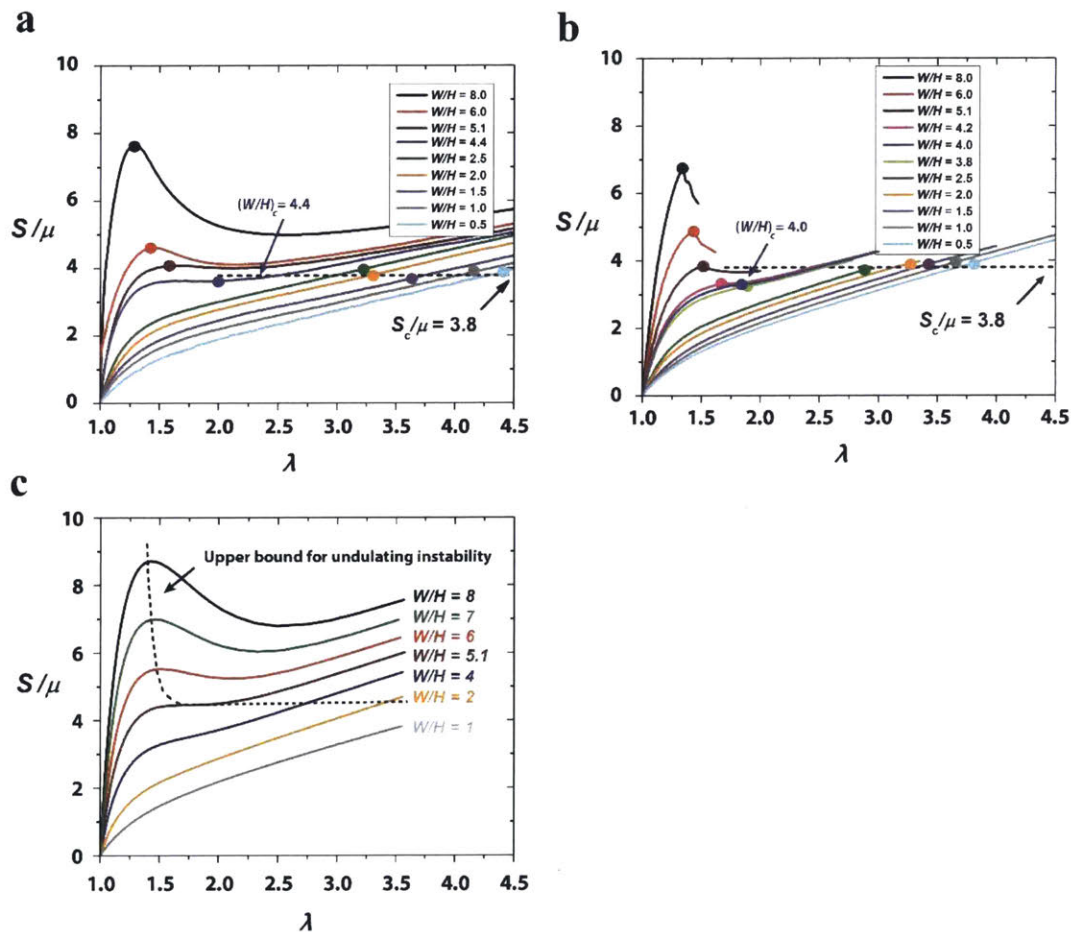 a
10
8
6
4
2
0
S/μ
1.0 1.5 2.0 2.5 3.0 3.5 4.0 4.5
λ
W/H = 8.0
W/H = 6.0
W/H = 5.1
W/H = 4.4
W/H = 2.5
W/H = 2.0
W/H = 1.5
W/H = 1.0
W/H = 0.5
(W/H)c = 4.4
Sc/μ = 3.8
b
10
8
6
4
2
0
S/μ
1.0 1.5 2.0 2.5 3.0 3.5 4.0 4.5
λ
W/H = 8.0
W/H = 6.0
W/H = 5.1
W/H = 4.2
W/H = 4.0
W/H = 3.8
W/H = 2.5
W/H = 2.0
W/H = 1.5
W/H = 1.0
W/H = 0.5
(W/H)c = 4.0
Sc/μ = 3.8
c
10
8
6
4
2
0
S/μ
1.0 1.5 2.0 2.5 3.0 3.5 4.0 4.5
λ
Upper bound for undulating instability
W/H = 8
W/H = 7
W/H = 6
W/H = 5.1
W/H = 4
W/H = 2
W/H = 1